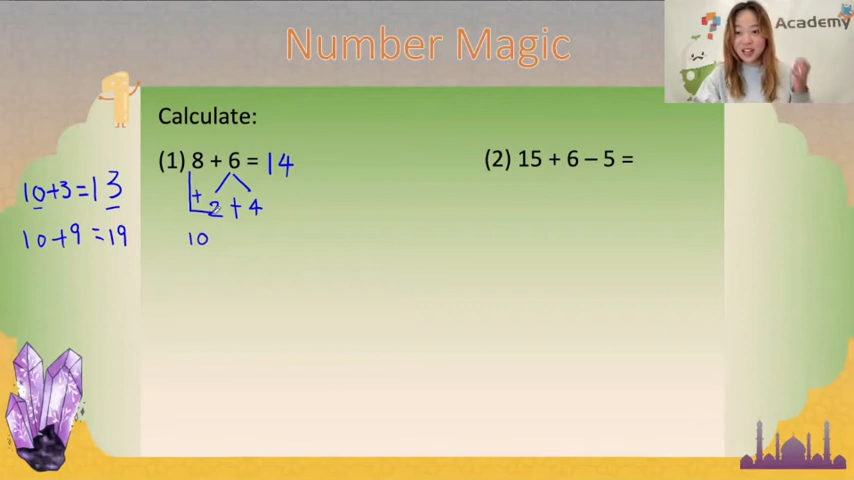 Number Magic
Academy
Calculate:
(1) 8 + 6 = 14
+ 2 + 4
10
10+3=13
10+9=19
(2) 15 + 6 – 5 =